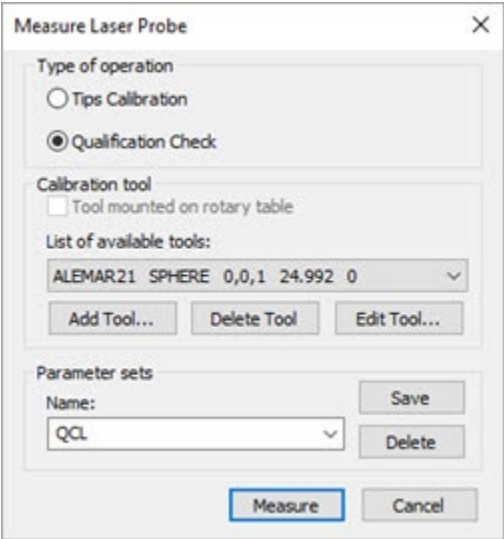 Measure Laser Probe
Type of operation
Tips Calibration
Qualification Check
Calibration tool
Tool mounted on rotary table
List of available tools:
ALEMAR21 SPHERE 0,0,1 24.992 0
Add Tool... Delete Tool Edit Tool...
Parameter sets
Name:
Save
QCL
Delete
Measure Cancel